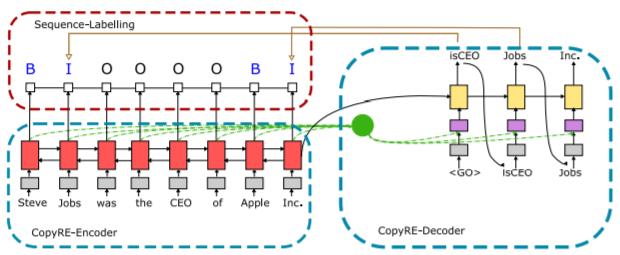 Sequence-Labelling
B I O O O O B I
Steve Jobs was the CEO of Apple Inc.
CopyRE-Encoder
isCEO Jobs Inc.
<GO> isCEO Jobs
CopyRE-Decoder